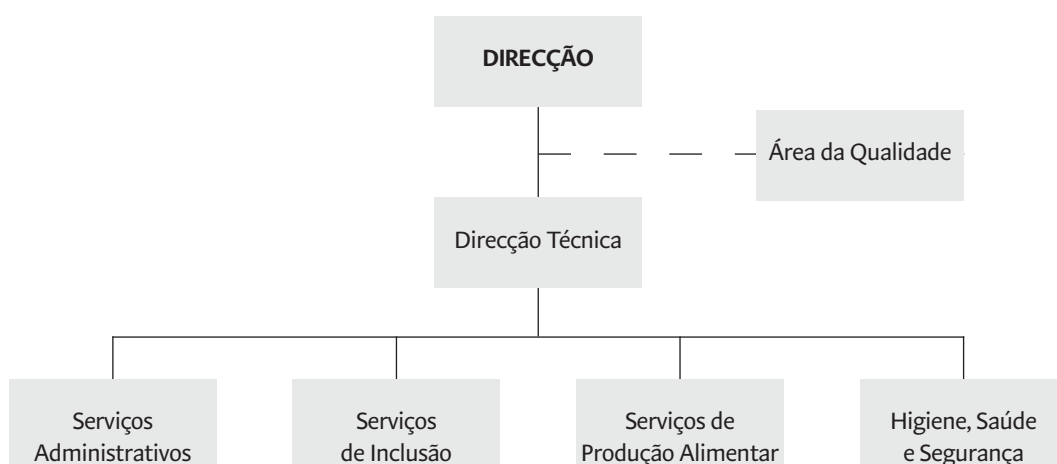 DIRECÇÃO
Área da Qualidade
Direcção Técnica
Serviços
Administrativos
Serviços
de Inclusão
Serviços de
Produção Alimentar
Higiene, Saúde
e Segurança